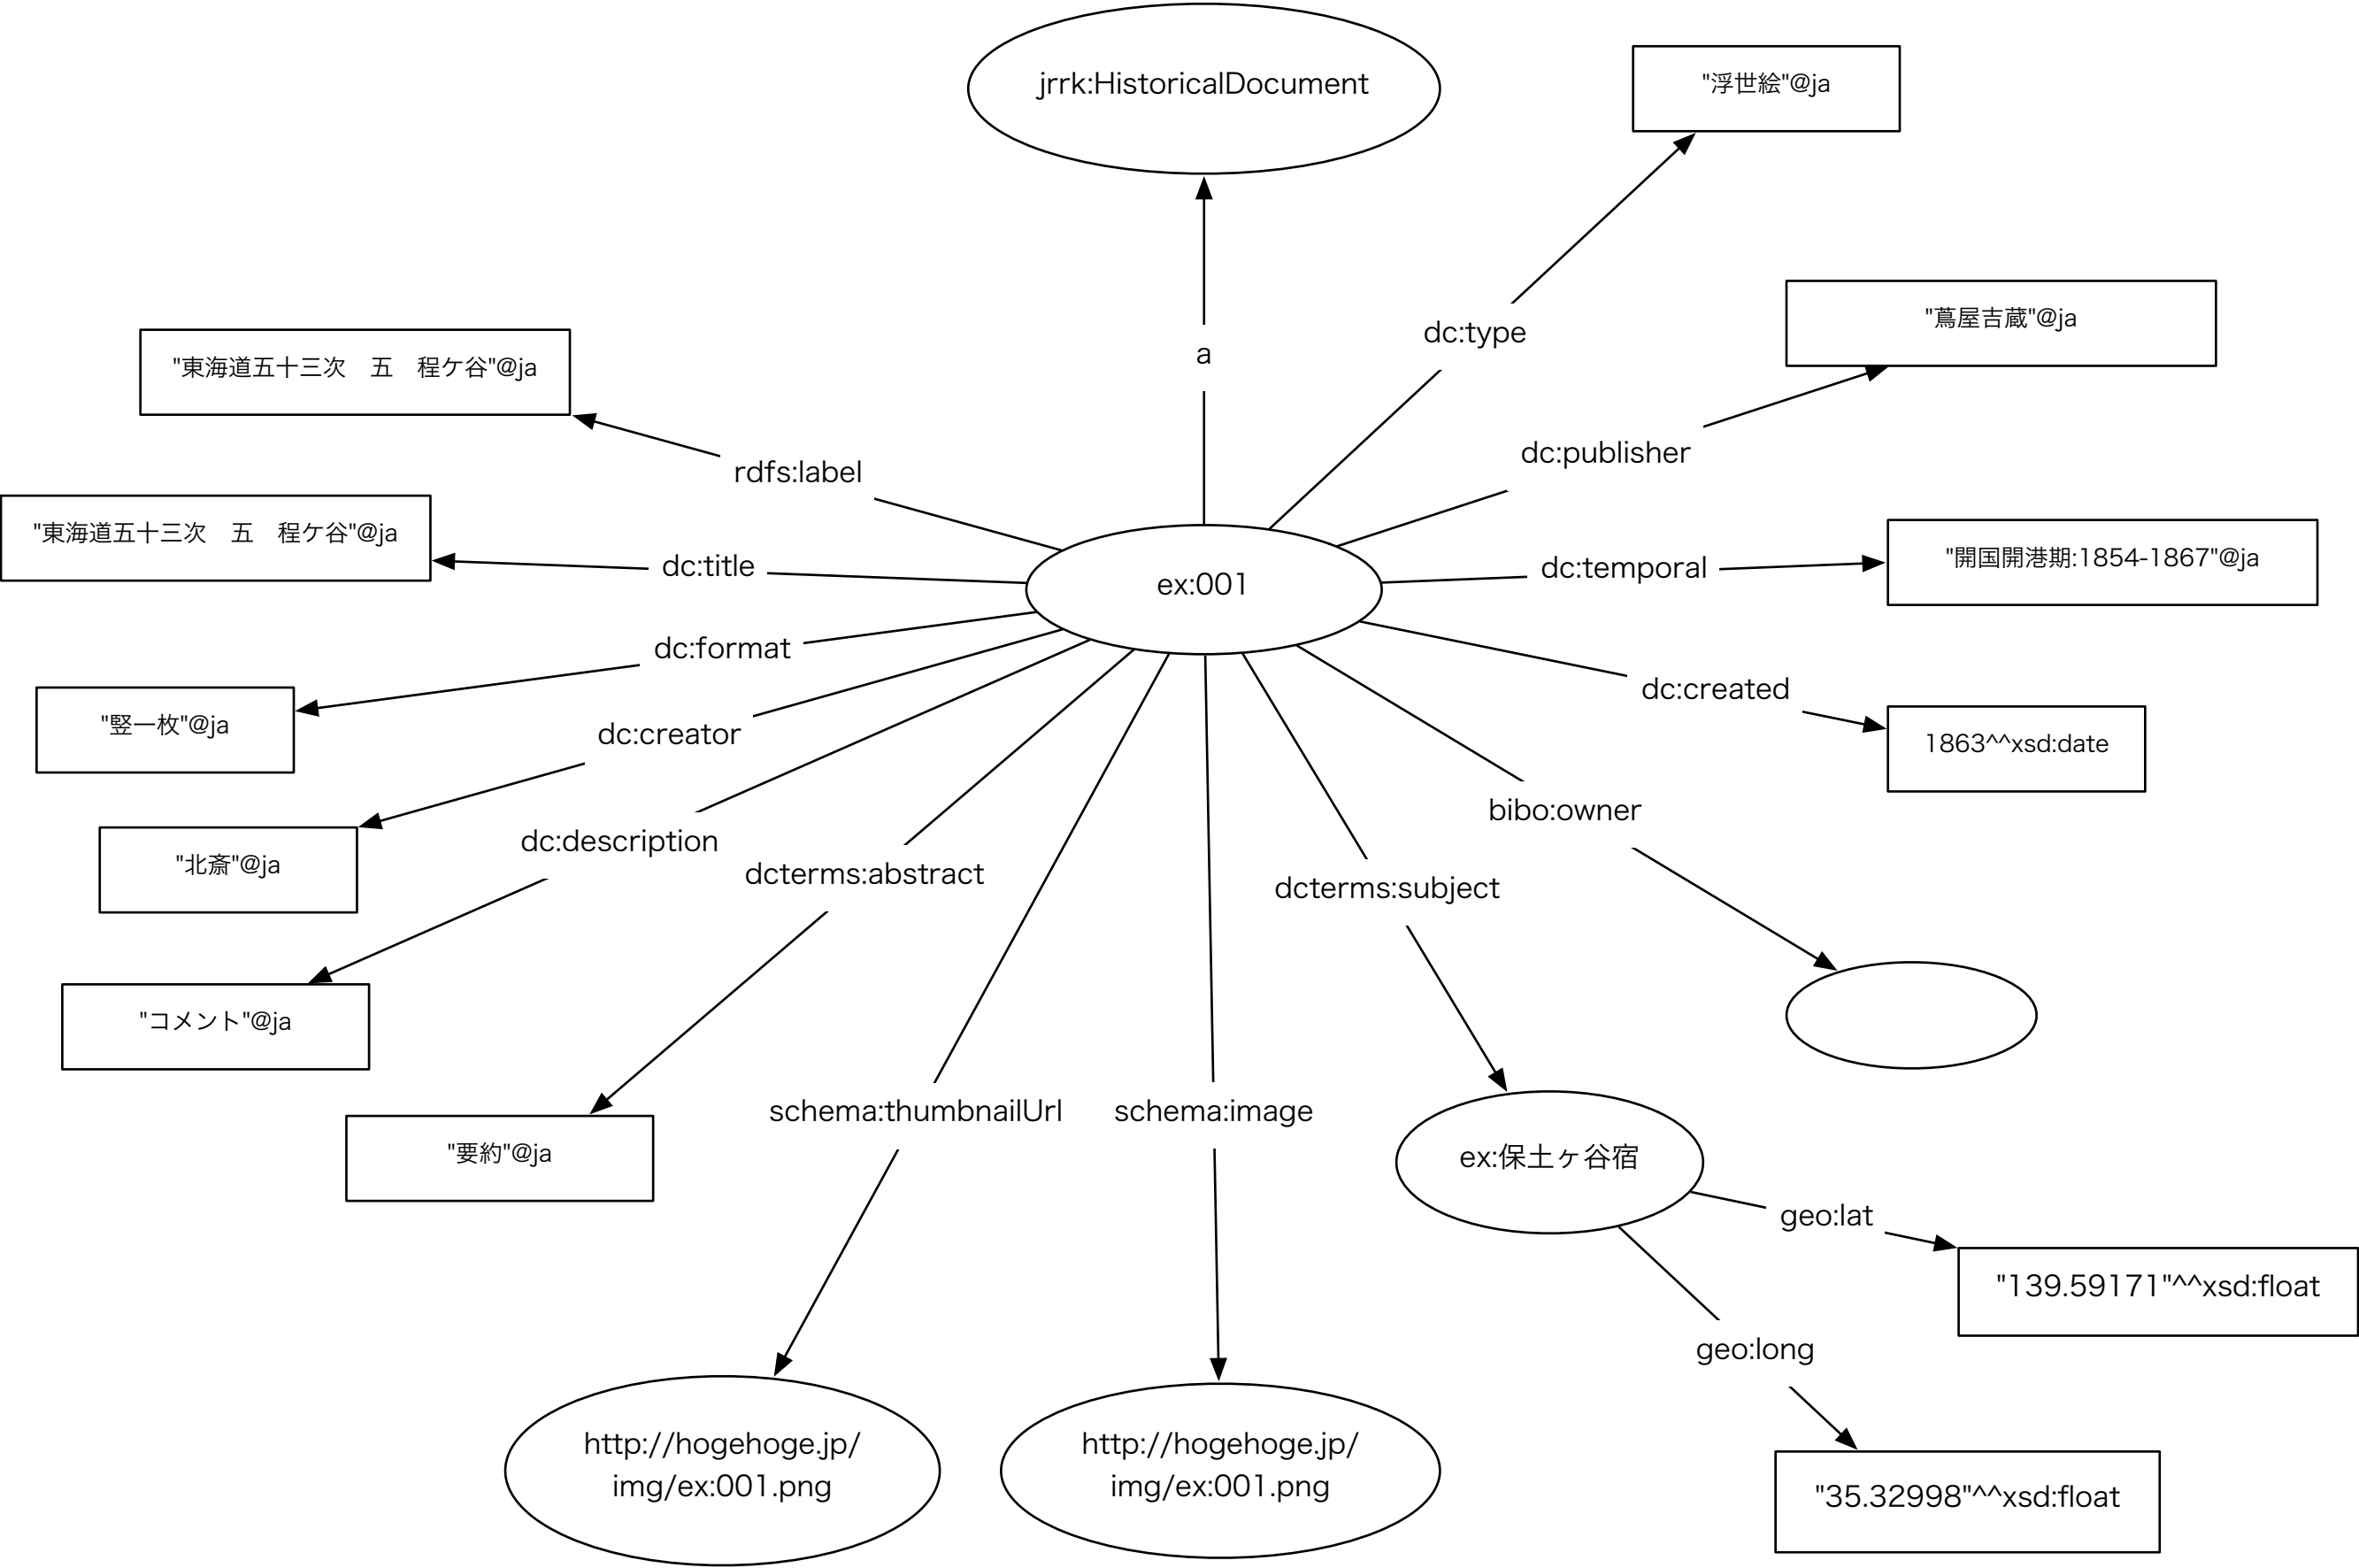 jrrk:HistoricalDocument
"浮世絵"@ja
"蔦屋吉蔵"@ja
dc:type
a
"東海道五十三次　五　程ケ谷"@ja
dc:publisher
rdfs:label
"東海道五十三次　五　程ケ谷"@ja
dc:title
ex:001
dc:temporal
"開国開港期:1854-1867"@ja
dc:format
dc:created
"竪一枚"@ja
dc:creator
1863^^xsd:date
bibo:owner
dc:description
"北斎"@ja
dcterms:abstract
dcterms:subject
"コメント"@ja
schema:thumbnailUrl
schema:image
"要約"@ja
ex:保土ヶ谷宿
geo:lat
"139.59171"^^xsd:float
geo:long
http://hogehoge.jp/
img/ex:001.png
http://hogehoge.jp/
img/ex:001.png
"35.32998"^^xsd:float